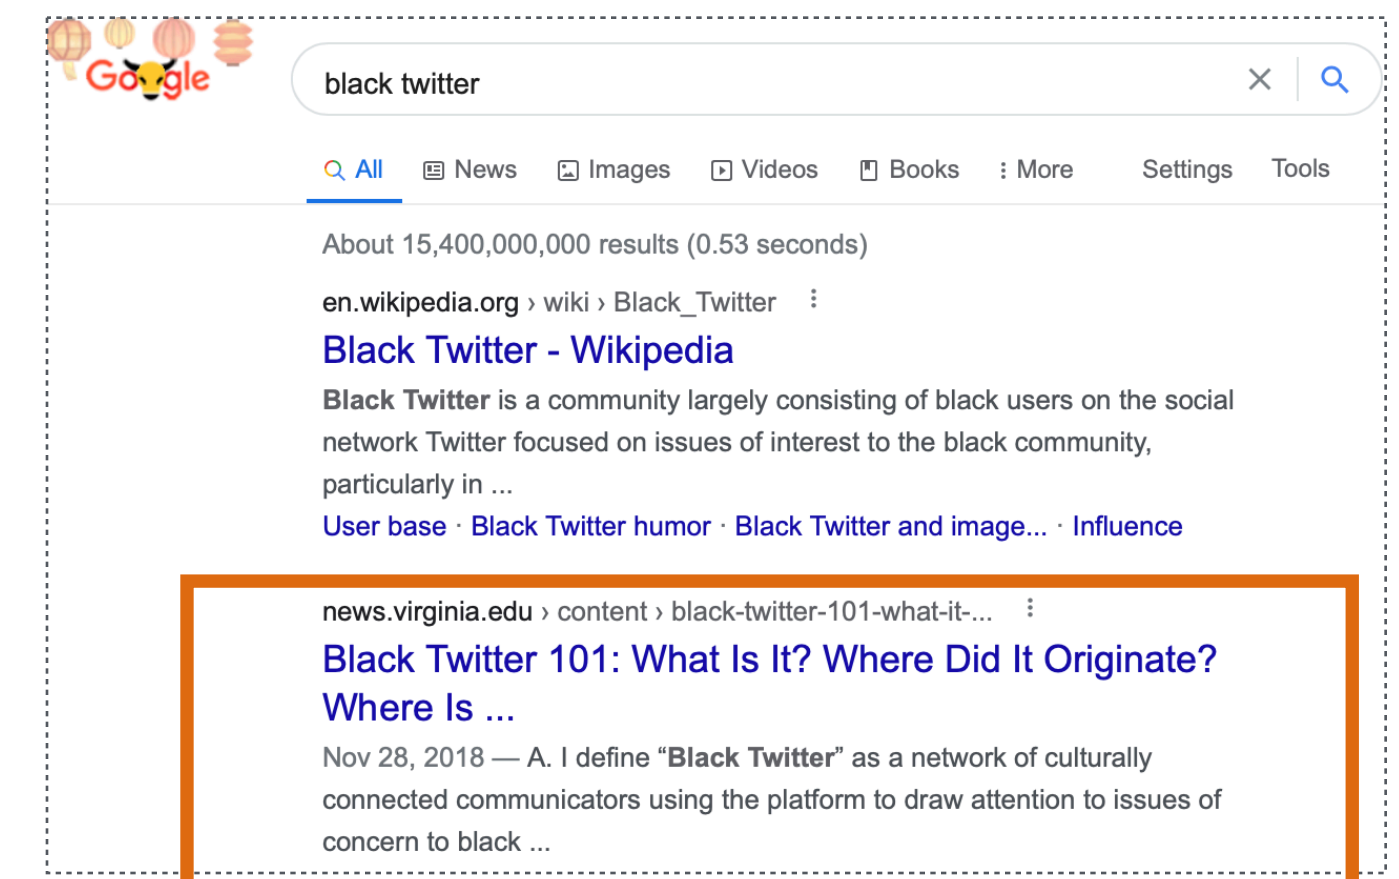 Google
black twitter
All News Images Videos Books More Settings Tools
About 15,400,000,000 results (0.53 seconds)
en.wikipedia.org › wiki › Black_Twitter
Black Twitter - Wikipedia
Black Twitter is a community largely consisting of black users on the social
network Twitter focused on issues of interest to the black community,
particularly in ...
User base · Black Twitter humor · Black Twitter and image... · Influence
news.virginia.edu › content › black-twitter-101-what-it-...
Black Twitter 101: What Is It? Where Did It Originate?
Where Is ...
Nov 28, 2018 — A. I define “Black Twitter” as a network of culturally
connected communicators using the platform to draw attention to issues of
concern to black ...